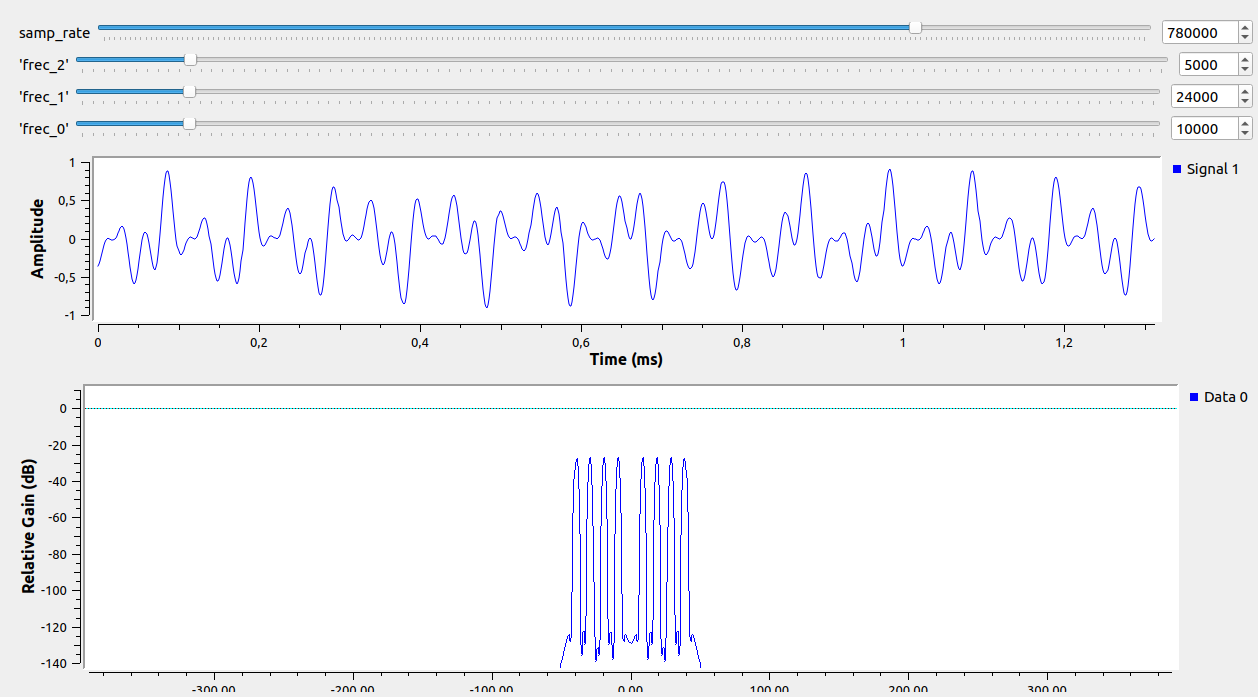 samp_rate 780000
'frec_2' 5000
'frec_1' 24000
'frec_0' 10000
1
0,5
0
-0,5
-1
Amplitude
Signal 1
0 0,2 0,4 0,6 0,8 1 1,2
Time (ms)
0
-20
-40
-60
-80
-100
-120
-140
Relative Gain (dB)
Data 0
-300.00 -200.00 -100.00 0.00 100.00 200.00 300.00